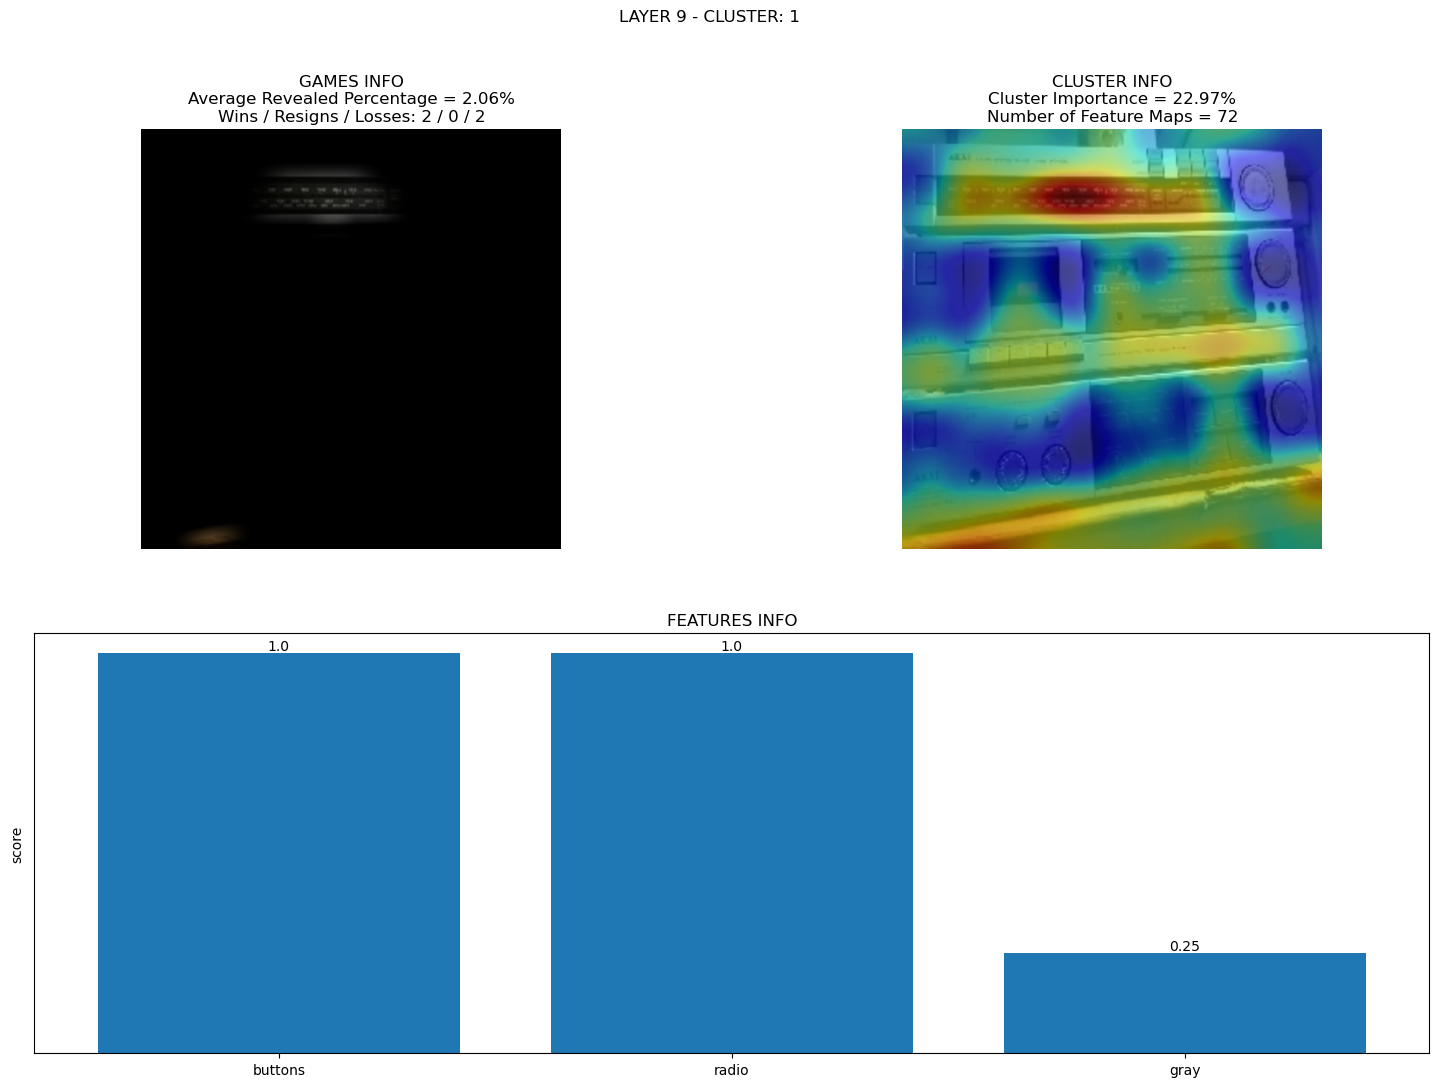 LAYER 9 - CLUSTER: 1
GAMES INFO
Average Revealed Percentage = 2.06%
Wins / Resigns / Losses: 2 / 0 / 2
CLUSTER INFO
Cluster Importance = 22.97%
Number of Feature Maps = 72
AKAI
FEATURES INFO
score
1.0
1.0
0.25
buttons
radio
gray